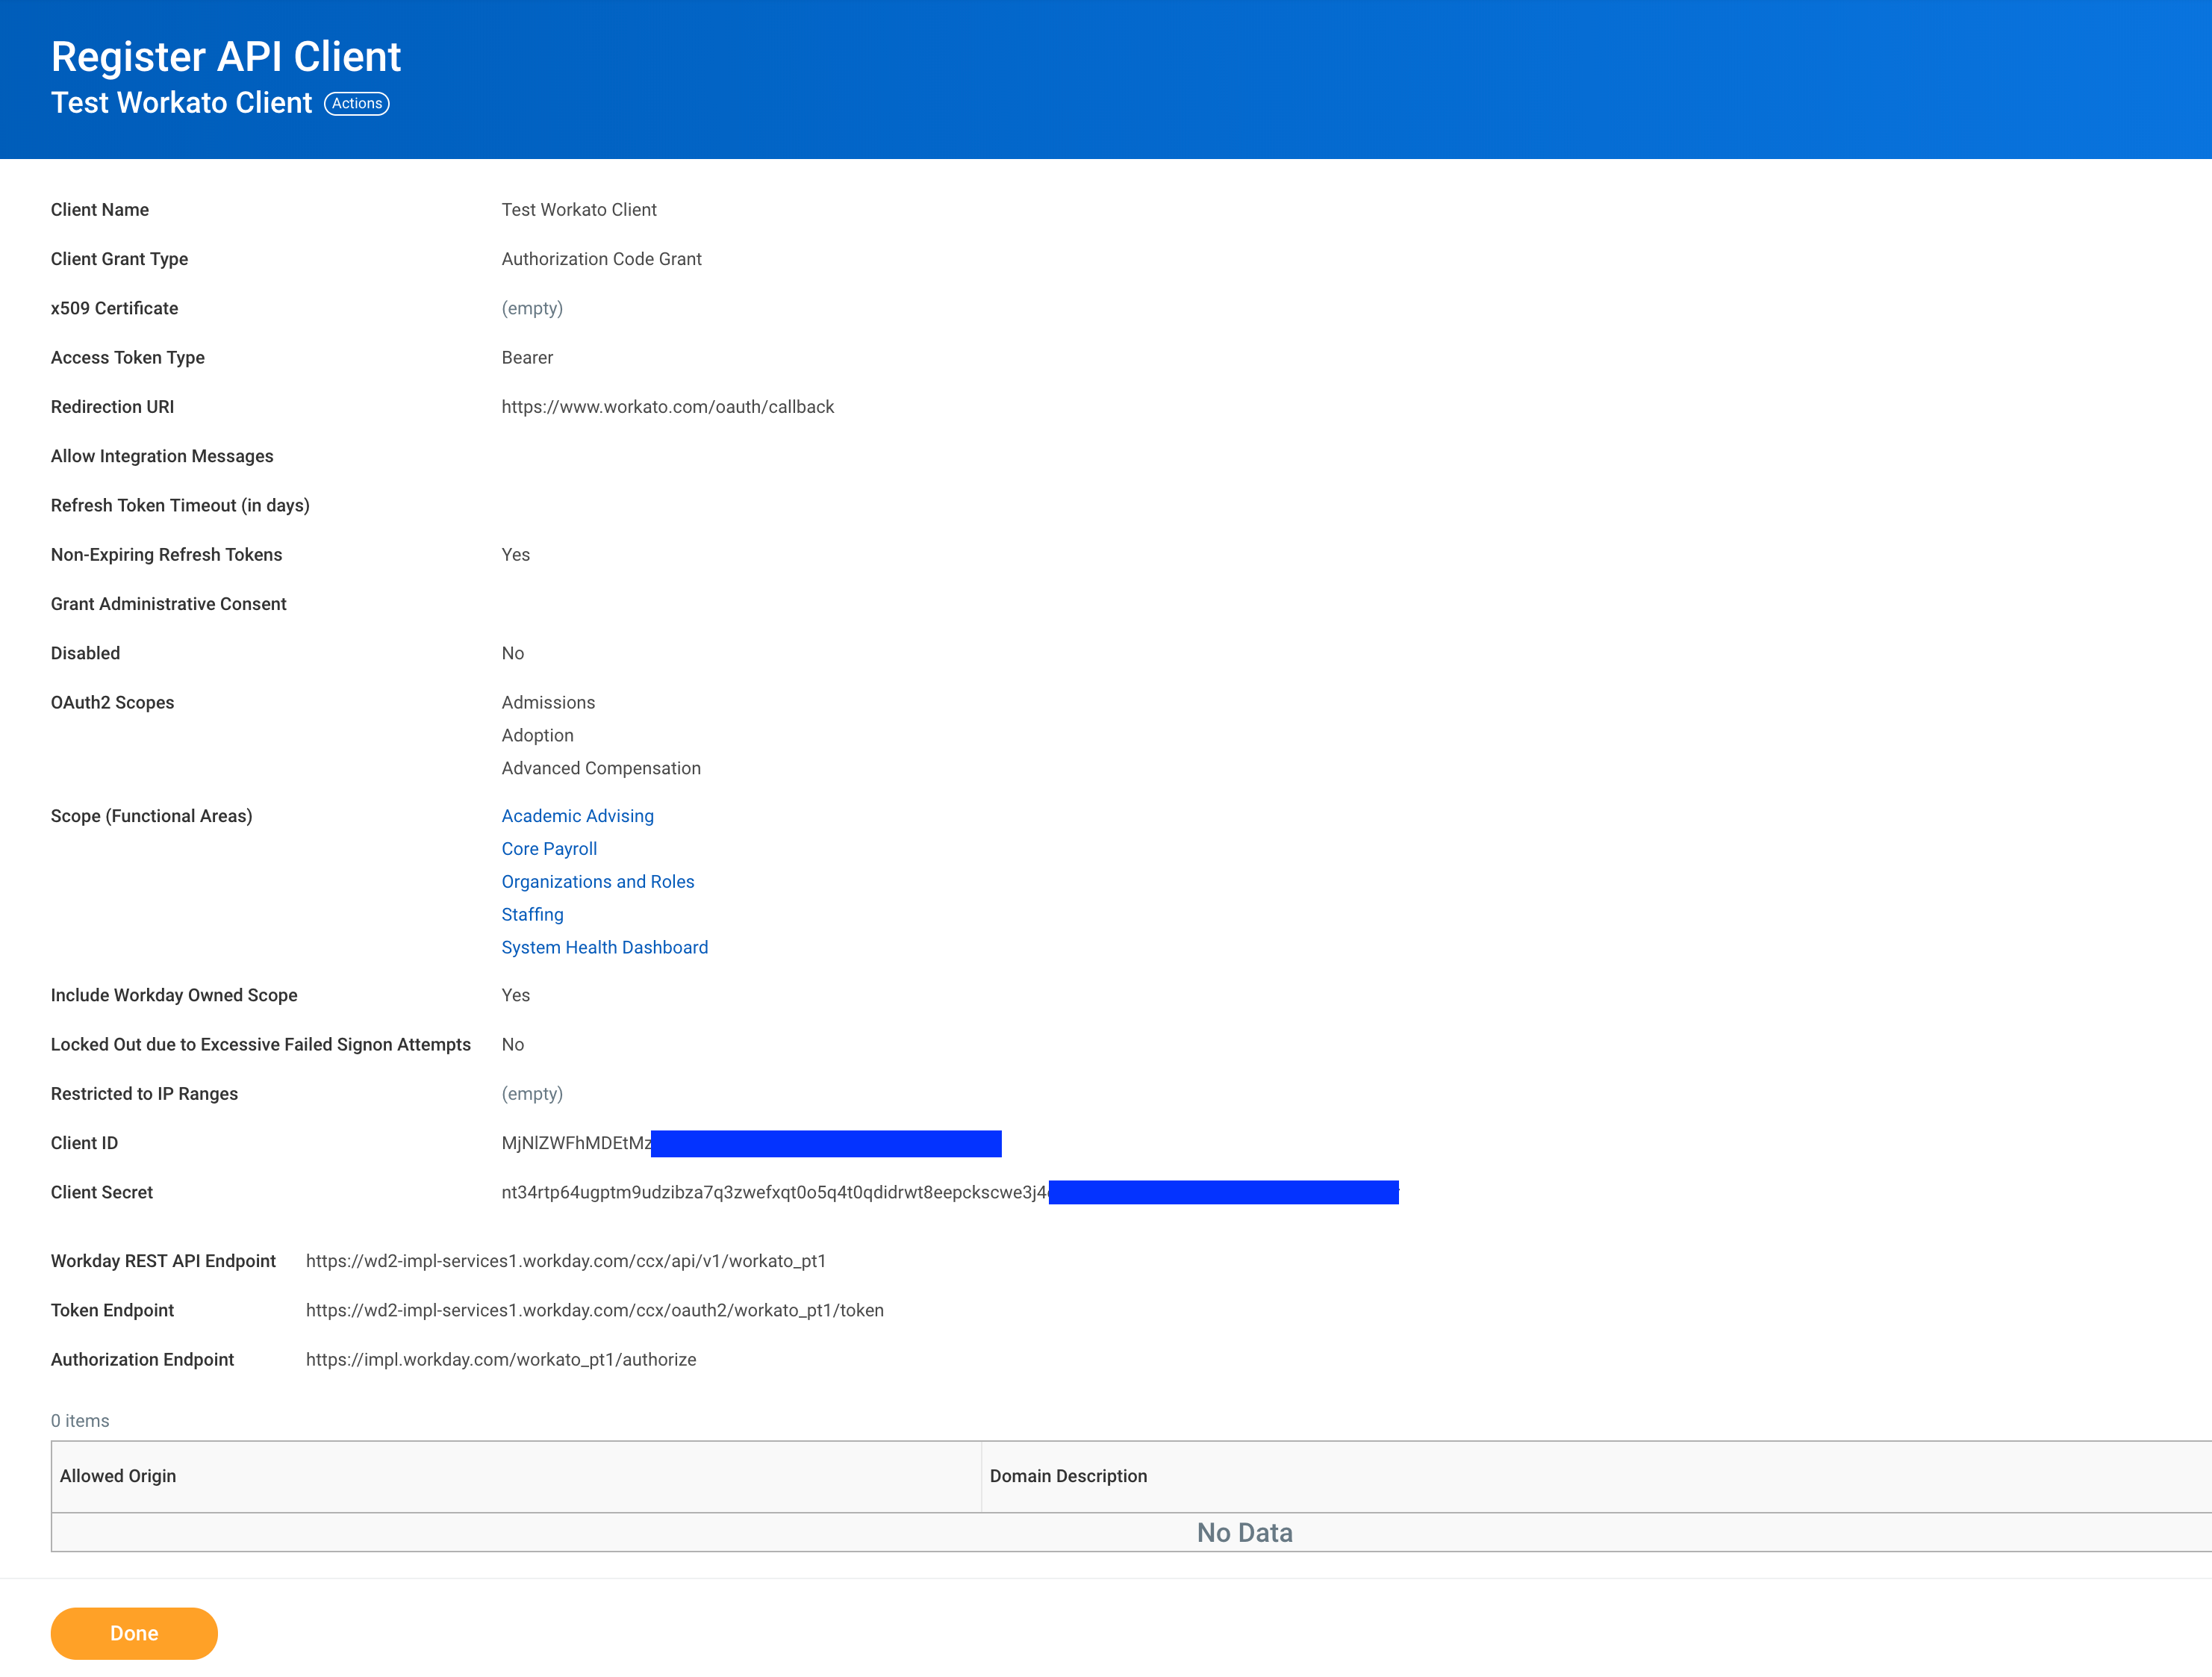 Register API Client
Test Workato Client Actions
Client Name Test Workato Client
Client Grant Type Authorization Code Grant
x509 Certificate (empty)
Access Token Type Bearer
Redirection URI https://www.workato.com/oauth/callback
Allow Integration Messages
Refresh Token Timeout (in days)
Non-Expiring Refresh Tokens Yes
Grant Administrative Consent
Disabled No
OAuth2 Scopes Admissions
Adoption
Advanced Compensation
Scope (Functional Areas) Academic Advising
Core Payroll
Organizations and Roles
Staffing
System Health Dashboard
Include Workday Owned Scope Yes
Locked Out due to Excessive Failed Signon Attempts No
Restricted to IP Ranges (empty)
Client ID MjNlZWFhMDEtMz
Client Secret nt34rtp64ugptm9udzibza7q3zwefxqt0o5q4t0qdidrwt8eepckscwe3j4
Workday REST API Endpoint https://wd2-impl-services1.workday.com/ccx/api/v1/workato_pt1
Token Endpoint https://wd2-impl-services1.workday.com/ccx/oauth2/workato_pt1/token
Authorization Endpoint https://impl.workday.com/workato_pt1/authorize
0 items
Allowed Origin Domain Description
No Data
Done